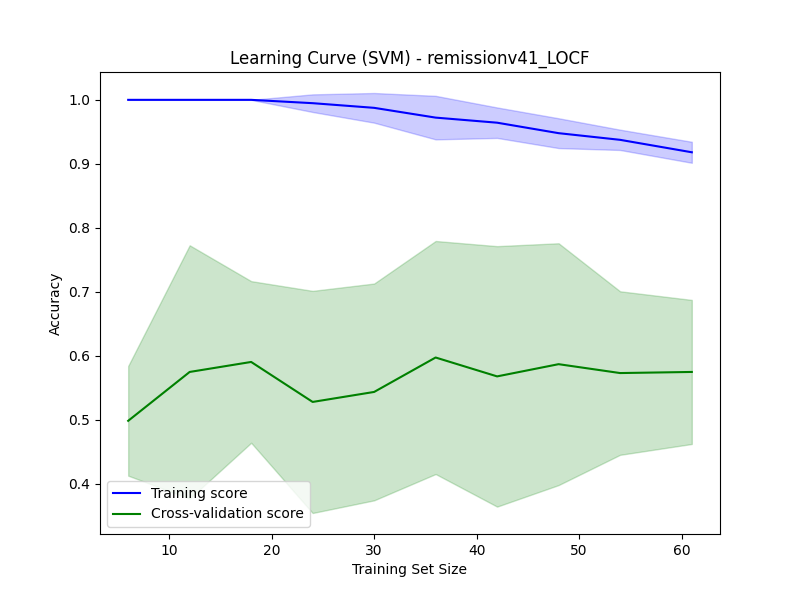 Learning Curve (SVM) - remissionv41_LOCF
1.0
0.9
0.8
0.7
0.6
0.5
0.4
Accuracy
Training score
Cross-validation score
10 20 30 40 50 60
Training Set Size